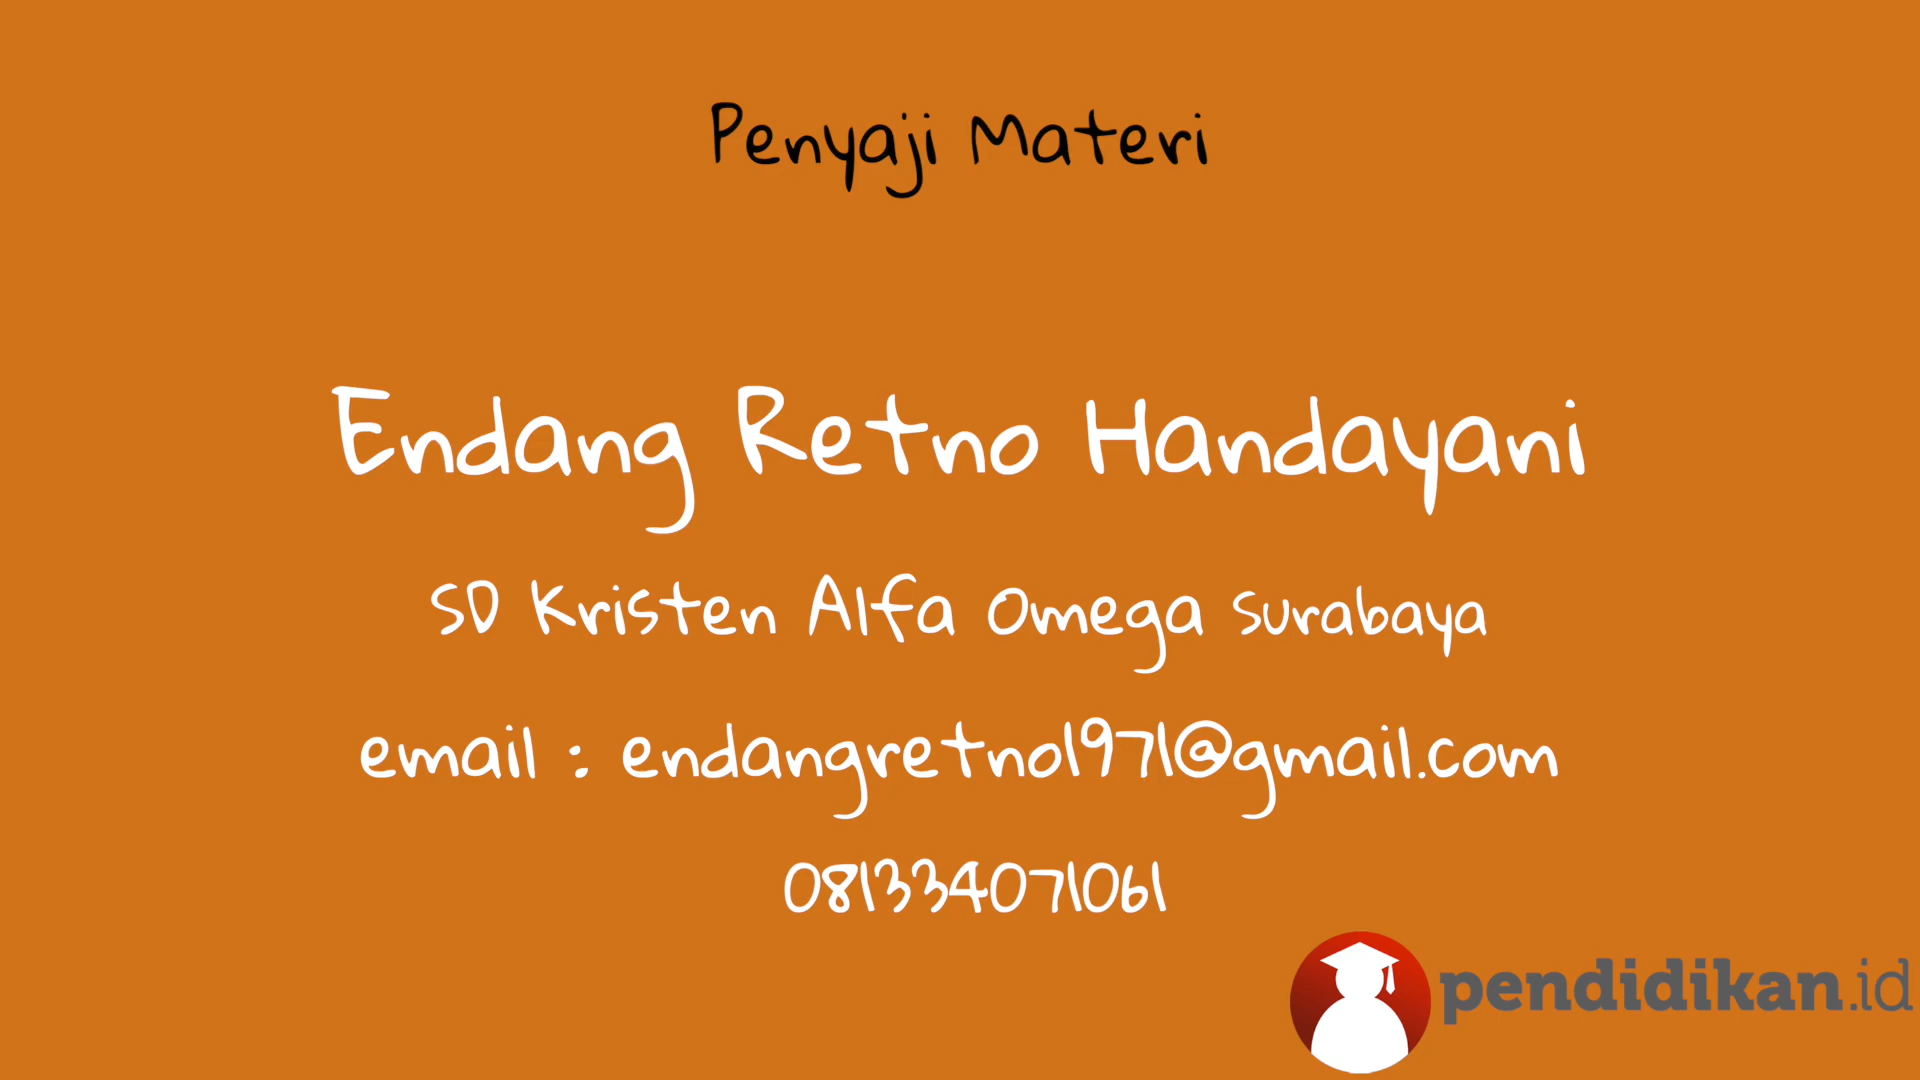 Penyaji Materi
Endang Retno Handayani
SD Kristen Alfa Omega Surabaya
email : endangretno1971@gmail.com
081334071061
pendidikan.id